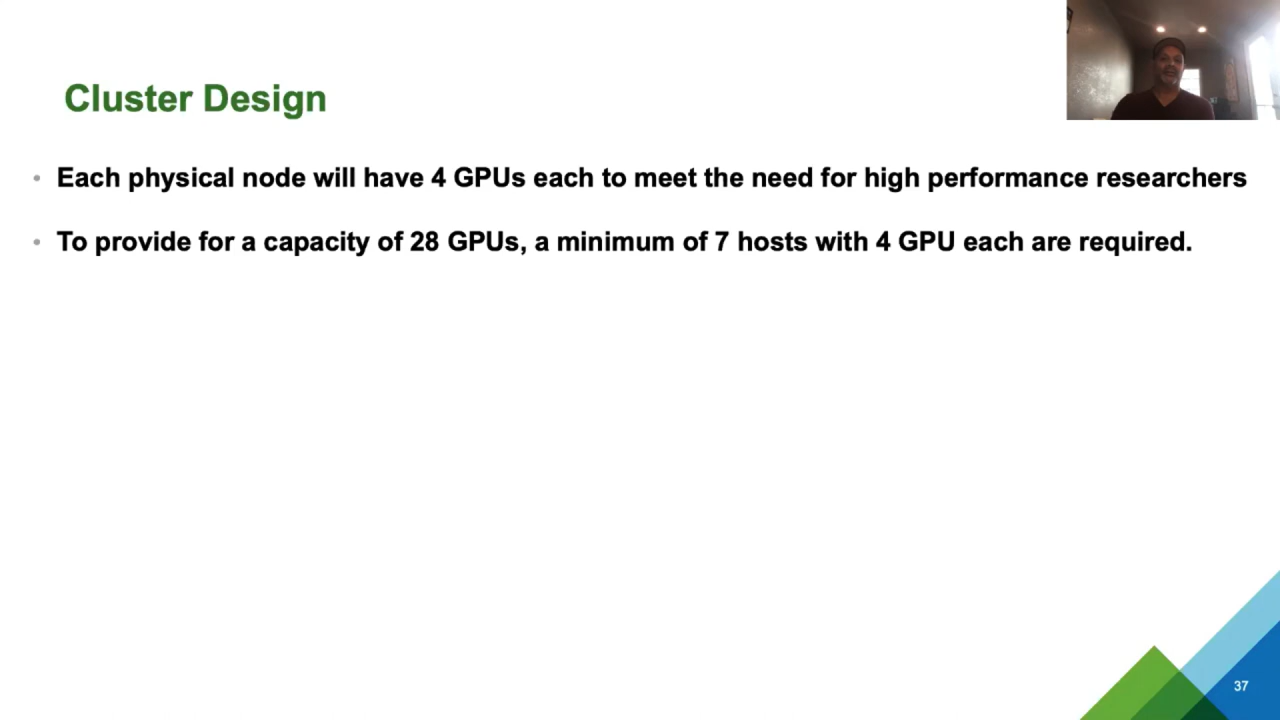 Cluster Design
• Each physical node will have 4 GPUs each to meet the need for high performance researchers
• To provide for a capacity of 28 GPUs, a minimum of 7 hosts with 4 GPU each are required.
37